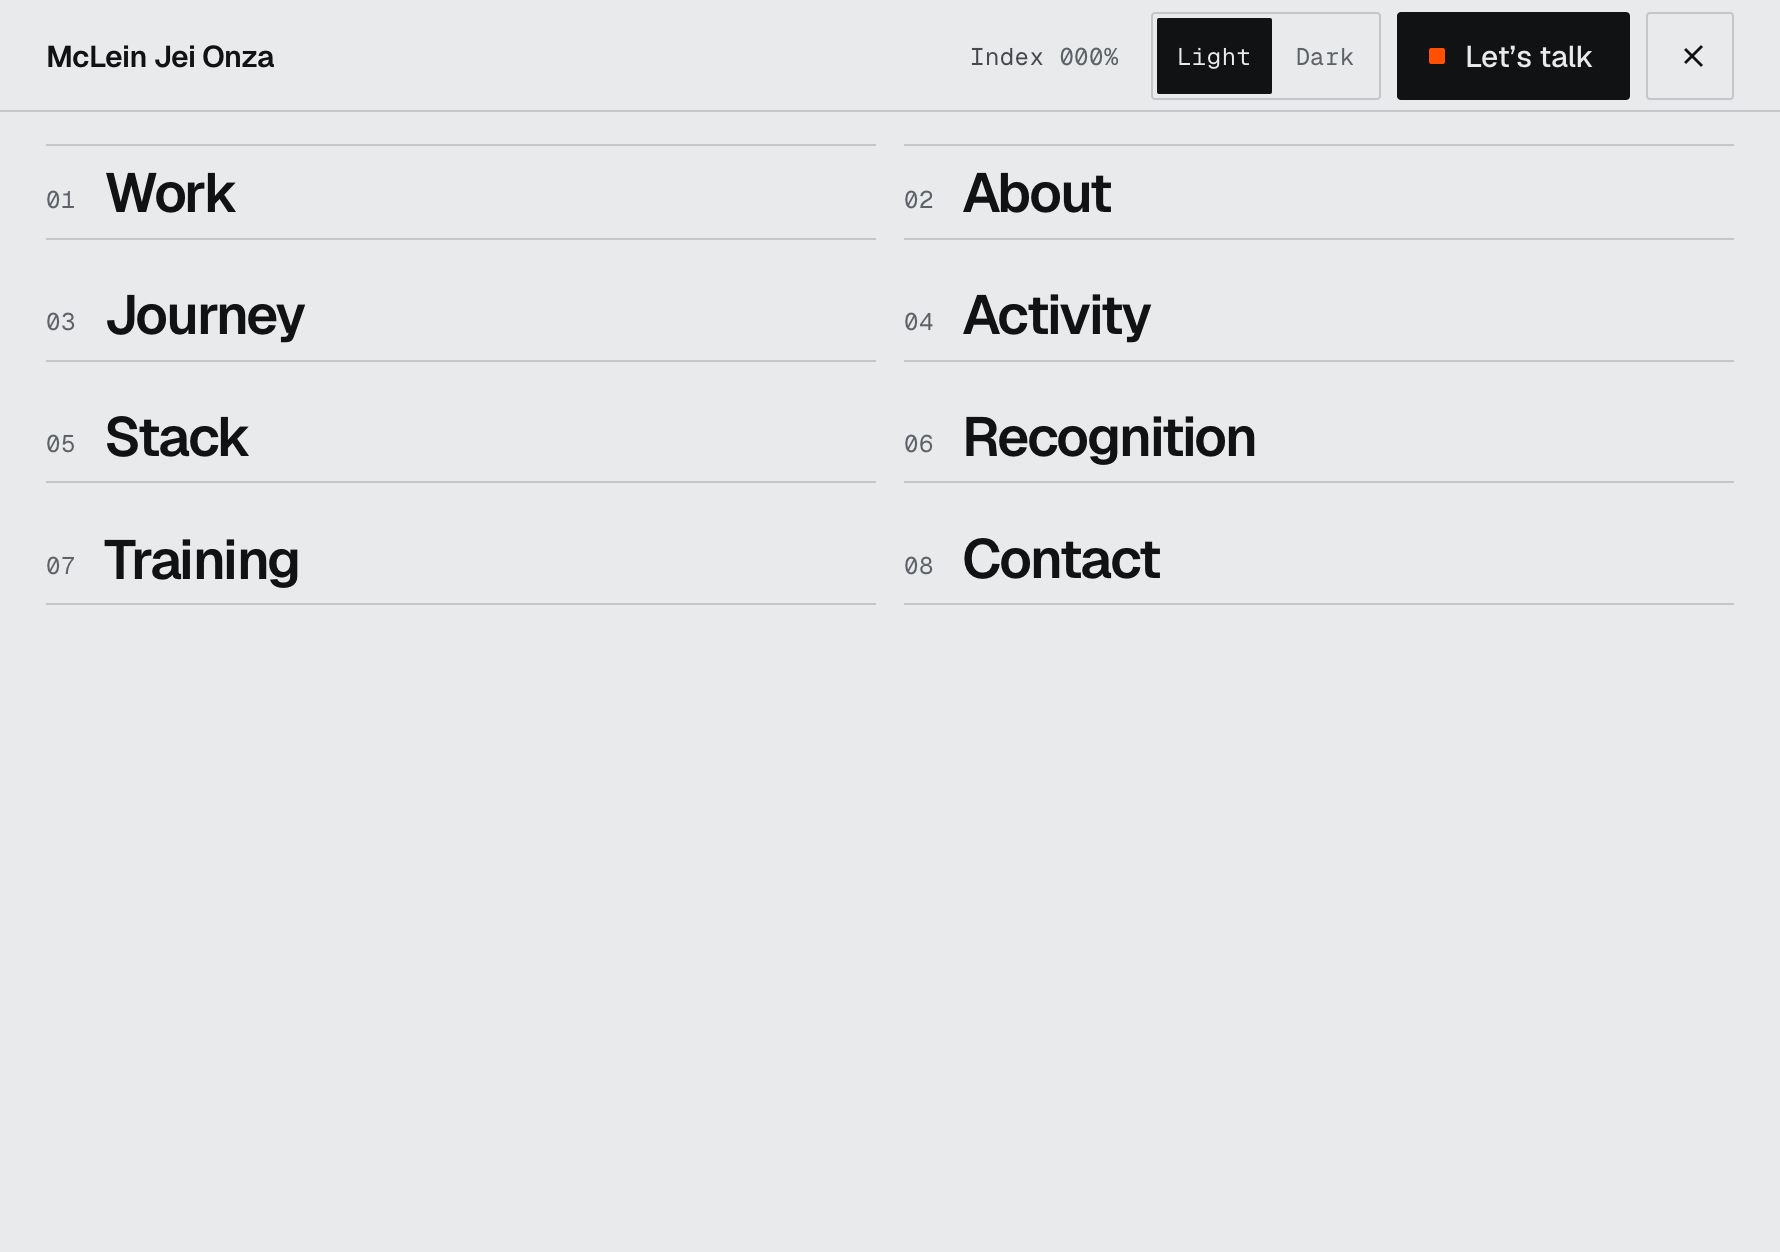 McLein Jei Onza
Index 000%
Light
Dark
Let’s talk
01 Work
02 About
03 Journey
04 Activity
05 Stack
06 Recognition
07 Training
08 Contact